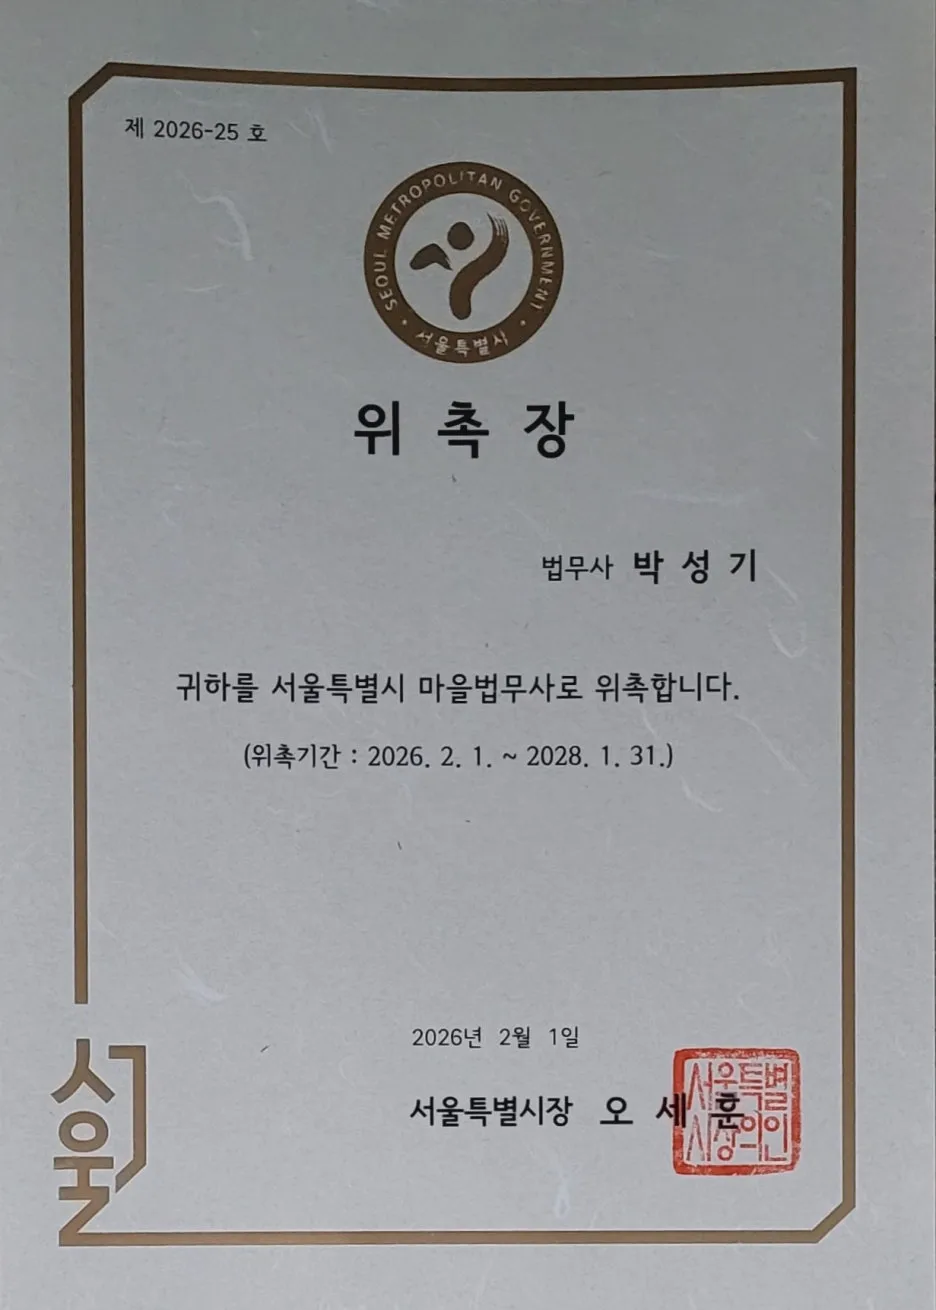 제 2026-25 호
SEOUL METROPOLITAN GOVERNMENT
서울특별시
위 촉 장
법무사 박 성 기
귀하를 서울특별시 마을법무사로 위촉합니다.
(위촉기간 : 2026. 2. 1. ~ 2028. 1. 31.)
2026년 2월 1일
서울특별시장 오 세 훈
서울특별
시장의인
서울